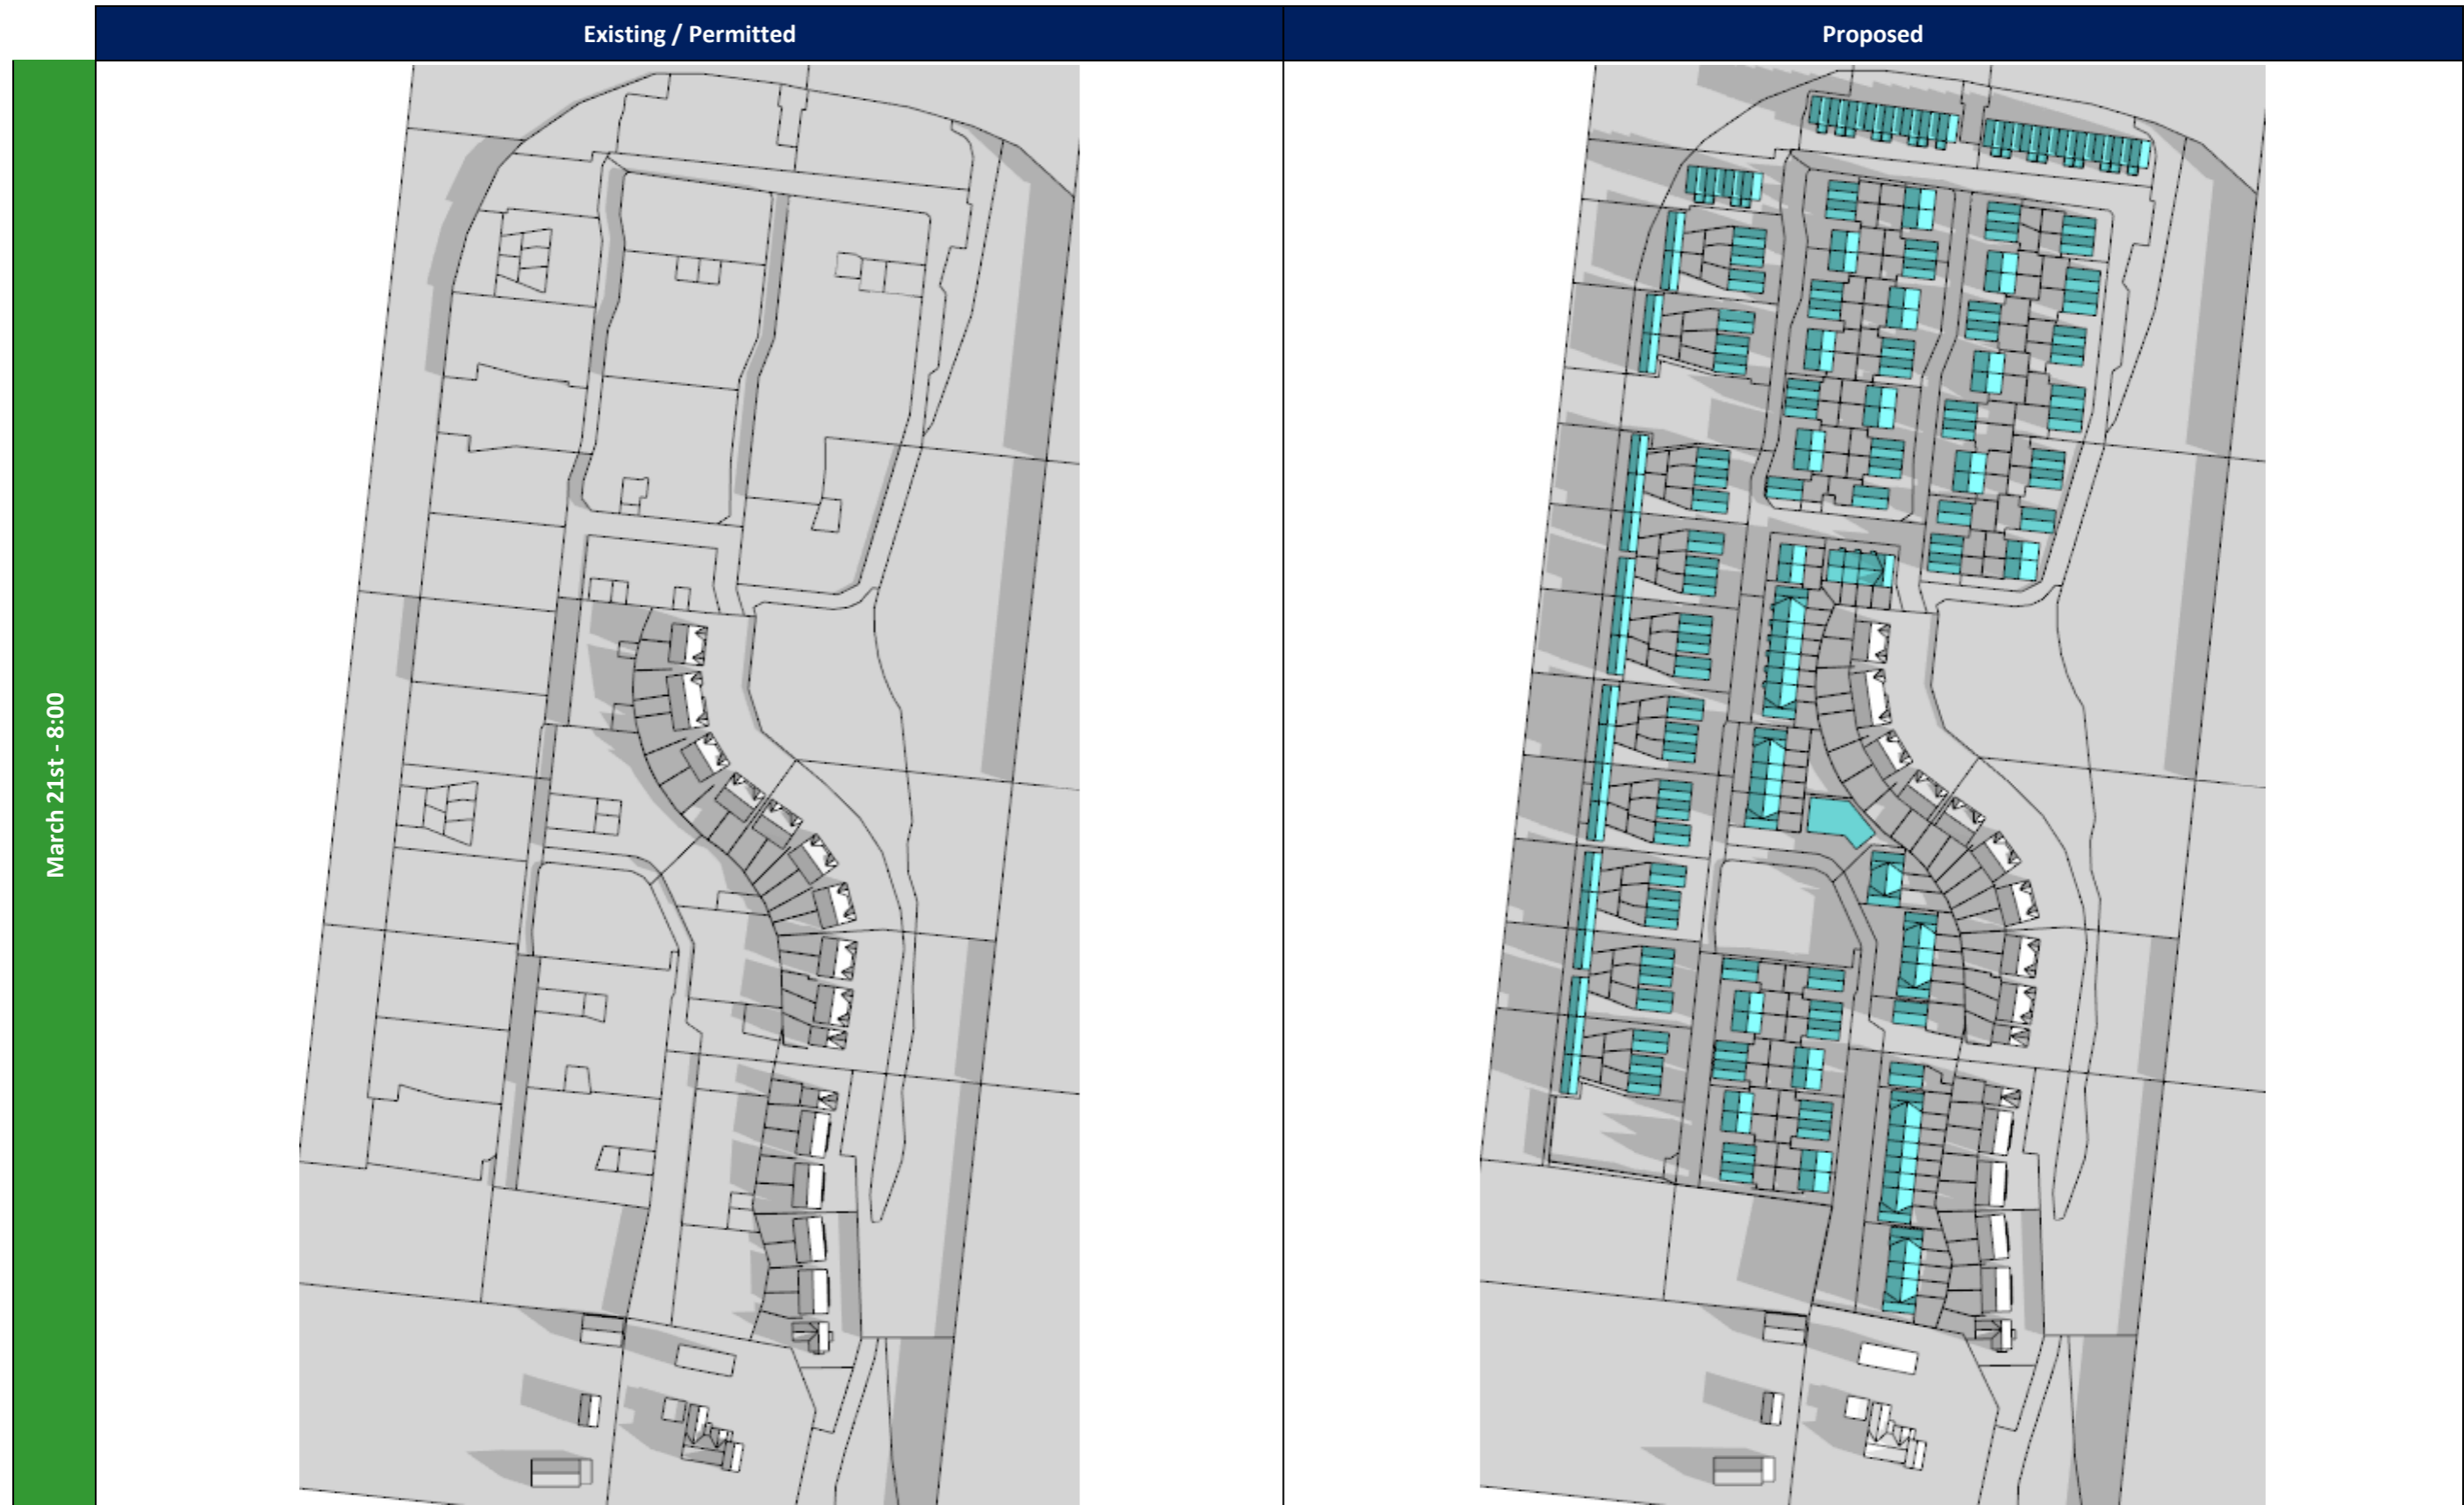 Existing / Permitted
Proposed
March 21st - 8:00